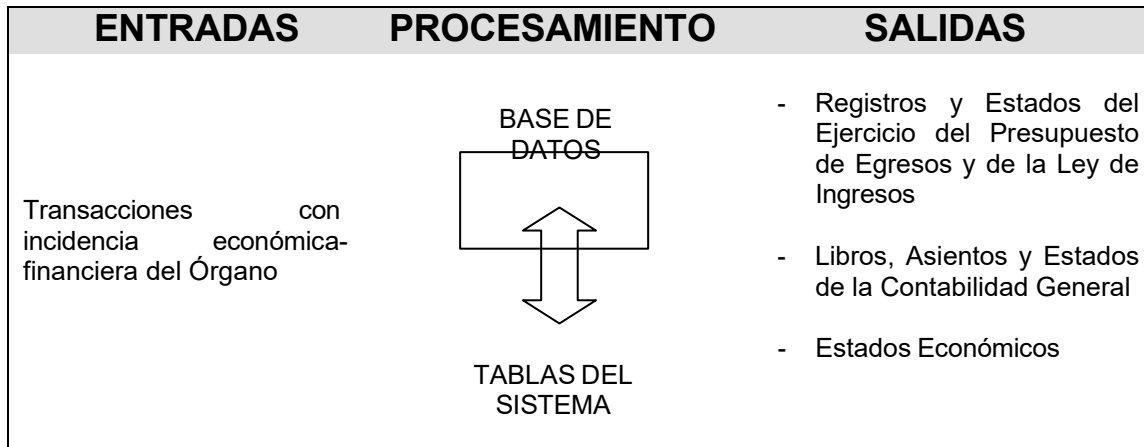 ENTRADAS PROCESAMIENTO SALIDAS
Transacciones con
incidencia económica-
financiera del Órgano
BASE DE
DATOS
TABLAS DEL
SISTEMA
- Registros y Estados del
Ejercicio del Presupuesto
de Egresos y de la Ley de
Ingresos
- Libros, Asientos y Estados
de la Contabilidad General
- Estados Económicos